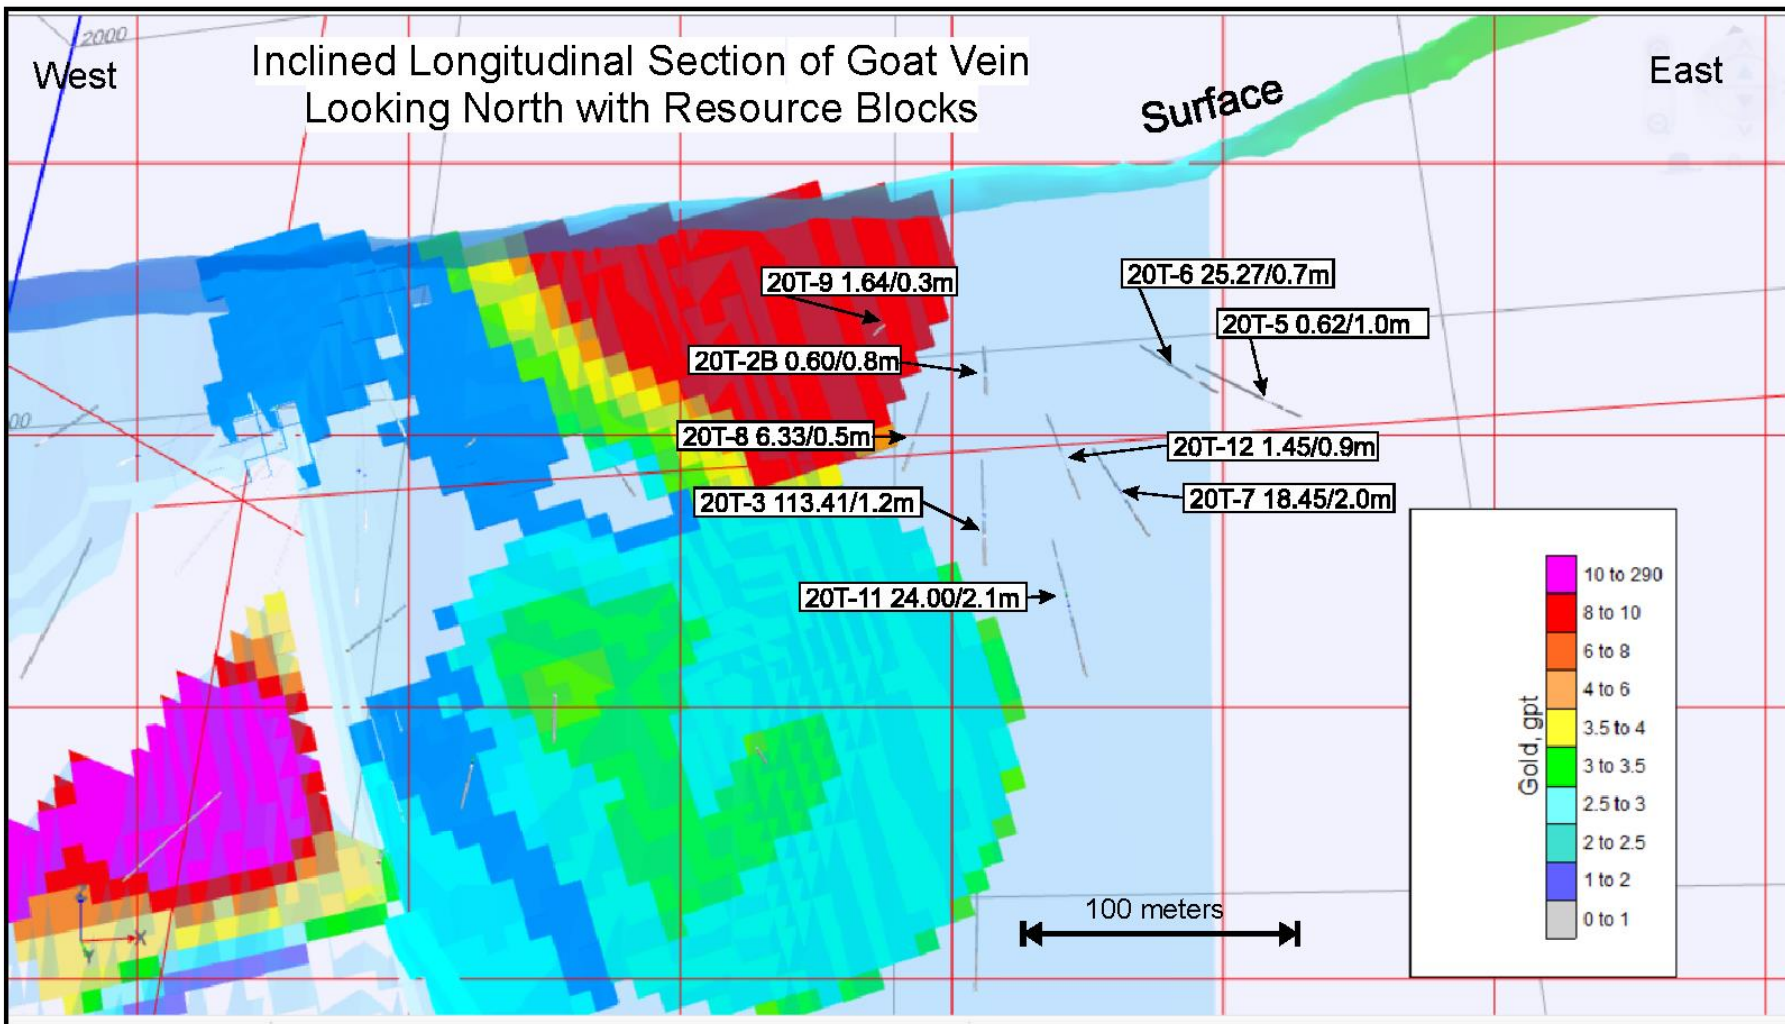 2000
West
Inclined Longitudinal Section of Goat Vein
Looking North with Resource Blocks
Surface
East
20T-9 1.64/0.3m
20T-6 25.27/0.7m
20T-5 0.62/1.0m
20T-2B 0.60/0.8m
00
20T-8 6.33/0.5m
20T-12 1.45/0.9m
20T-3 113.41/1.2m
20T-7 18.45/2.0m
20T-11 24.00/2.1m
Gold, gpt
10 to 290
8 to 10
6 to 8
4 to 6
3.5 to 4
3 to 3.5
2.5 to 3
2 to 2.5
1 to 2
0 to 1
100 meters
X
Y